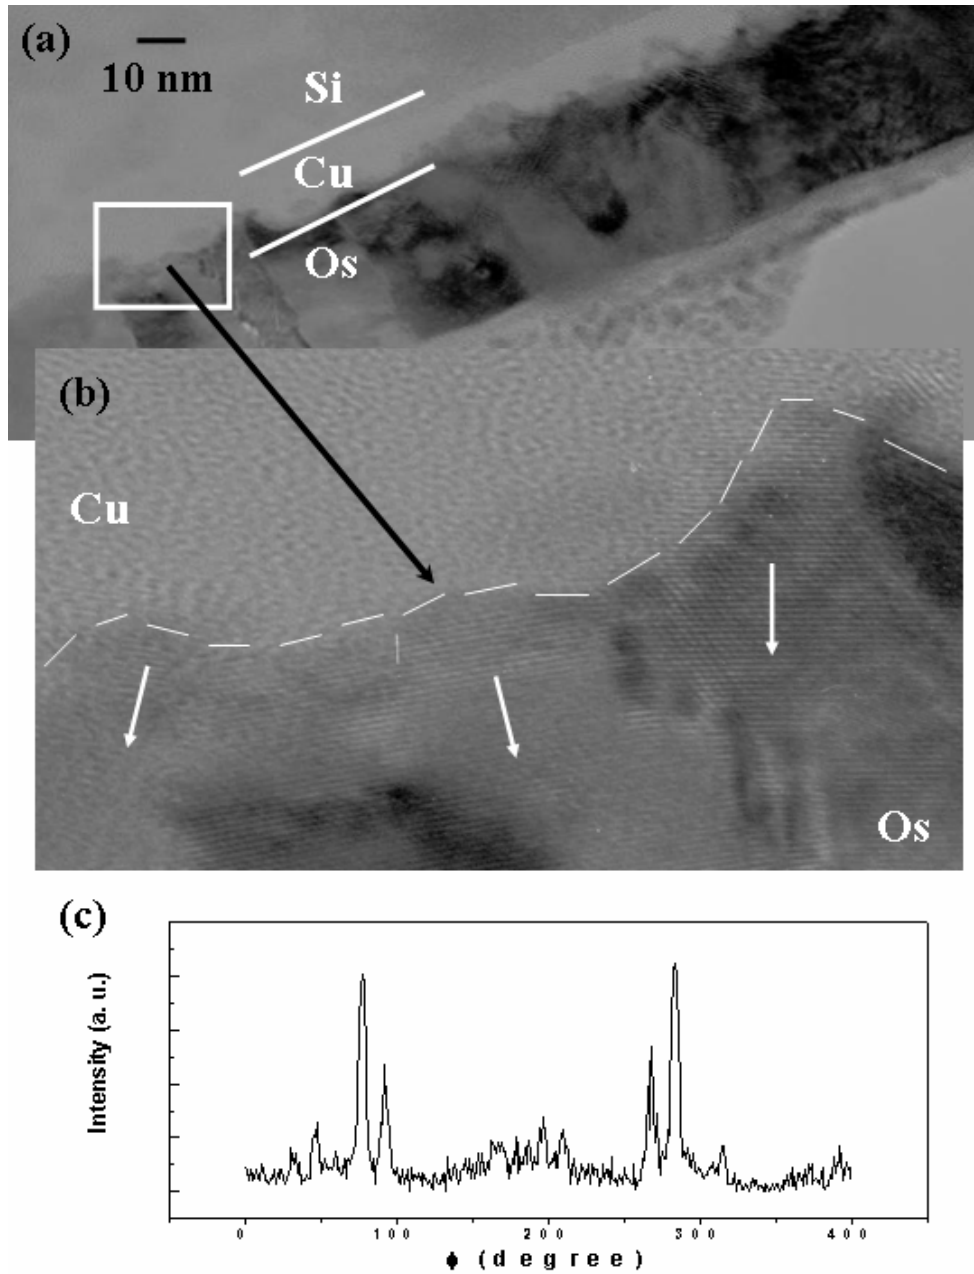 (a)
10 nm
Si
Cu
Os
(b)
Cu
Os
(c)
Intensity (a. u.)
0 100 200 300 400
ϕ (degree)